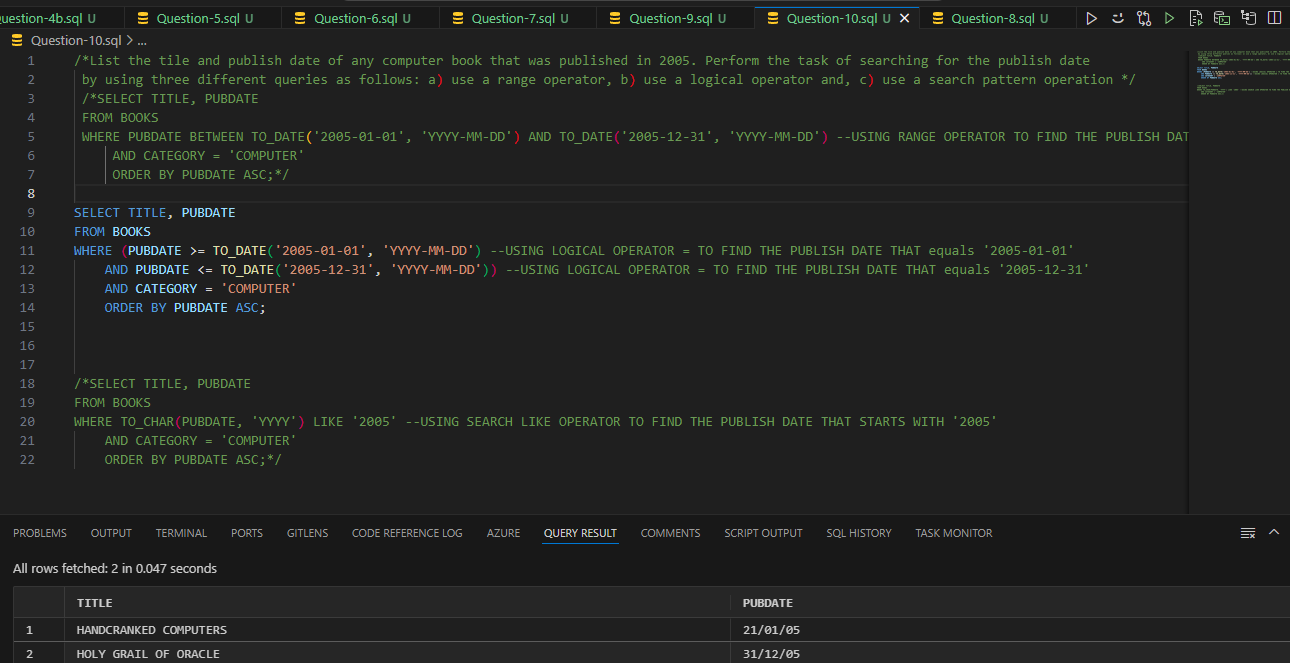 uestion-4b.sql U Question-5.sql U Question-6.sql U Question-7.sql U Question-9.sql U Question-10.sql U Question-8.sql U
Question-10.sql > ...
1 /*List the tile and publish date of any computer book that was published in 2005. Perform the task of searching for the publish date
2 by using three different queries as follows: a) use a range operator, b) use a logical operator and, c) use a search pattern operation */
3 /*SELECT TITLE, PUBDATE
4 FROM BOOKS
5 WHERE PUBDATE BETWEEN TO_DATE('2005-01-01', 'YYYY-MM-DD') AND TO_DATE('2005-12-31', 'YYYY-MM-DD') --USING RANGE OPERATOR TO FIND THE PUBLISH DAT
6 AND CATEGORY = 'COMPUTER'
7 ORDER BY PUBDATE ASC;*/
8
9 SELECT TITLE, PUBDATE
10 FROM BOOKS
11 WHERE (PUBDATE >= TO_DATE('2005-01-01', 'YYYY-MM-DD') --USING LOGICAL OPERATOR = TO FIND THE PUBLISH DATE THAT equals '2005-01-01'
12 AND PUBDATE <= TO_DATE('2005-12-31', 'YYYY-MM-DD')) --USING LOGICAL OPERATOR = TO FIND THE PUBLISH DATE THAT equals '2005-12-31'
13 AND CATEGORY = 'COMPUTER'
14 ORDER BY PUBDATE ASC;
15
16
17
18 /*SELECT TITLE, PUBDATE
19 FROM BOOKS
20 WHERE TO_CHAR(PUBDATE, 'YYYY') LIKE '2005' --USING SEARCH LIKE OPERATOR TO FIND THE PUBLISH DATE THAT STARTS WITH '2005'
21 AND CATEGORY = 'COMPUTER'
22 ORDER BY PUBDATE ASC;*/
PROBLEMS OUTPUT TERMINAL PORTS GITLENS CODE REFERENCE LOG AZURE QUERY RESULT COMMENTS SCRIPT OUTPUT SQL HISTORY TASK MONITOR
All rows fetched: 2 in 0.047 seconds
TITLE PUBDATE
1 HANDCRANKED COMPUTERS 21/01/05
2 HOLY GRAIL OF ORACLE 31/12/05